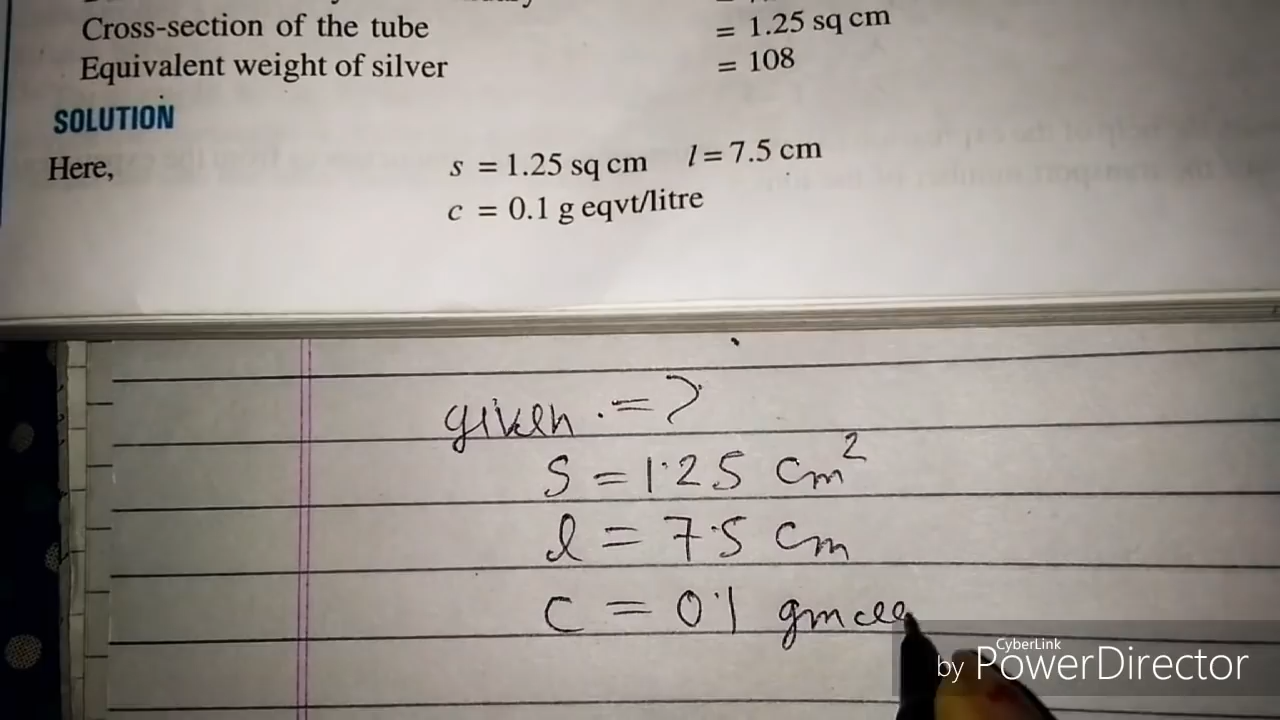 Cross-section of the tube = 1.25 sq cm
Equivalent weight of silver = 108
SOLUTION
Here, s = 1.25 sq cm l = 7.5 cm
c = 0.1 g eqvt/litre
given . = ?
S = 1.25 cm²
l = 7.5 cm
C = 0.1 gm
CyberLink
by PowerDirector